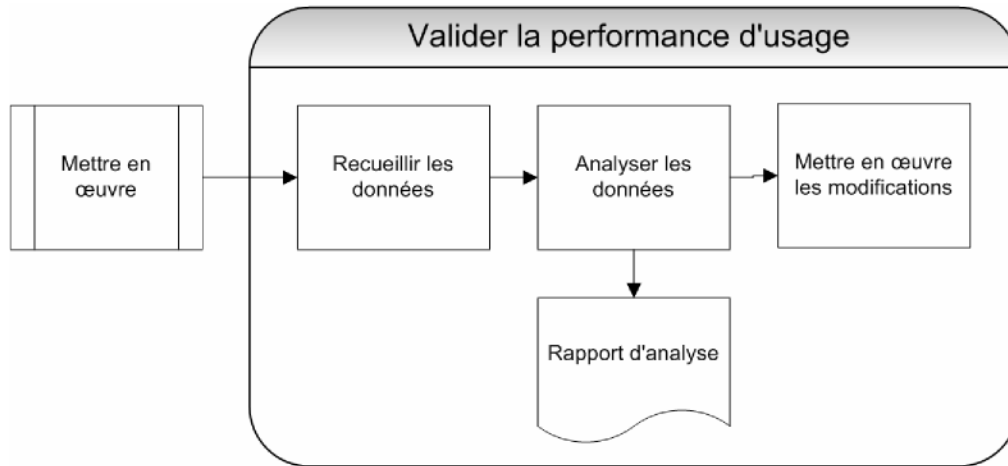 Valider la performance d'usage
Mettre en
œuvre
Recueillir les
données
Analyser les
données
Mettre en œuvre
les modifications
Rapport d'analyse